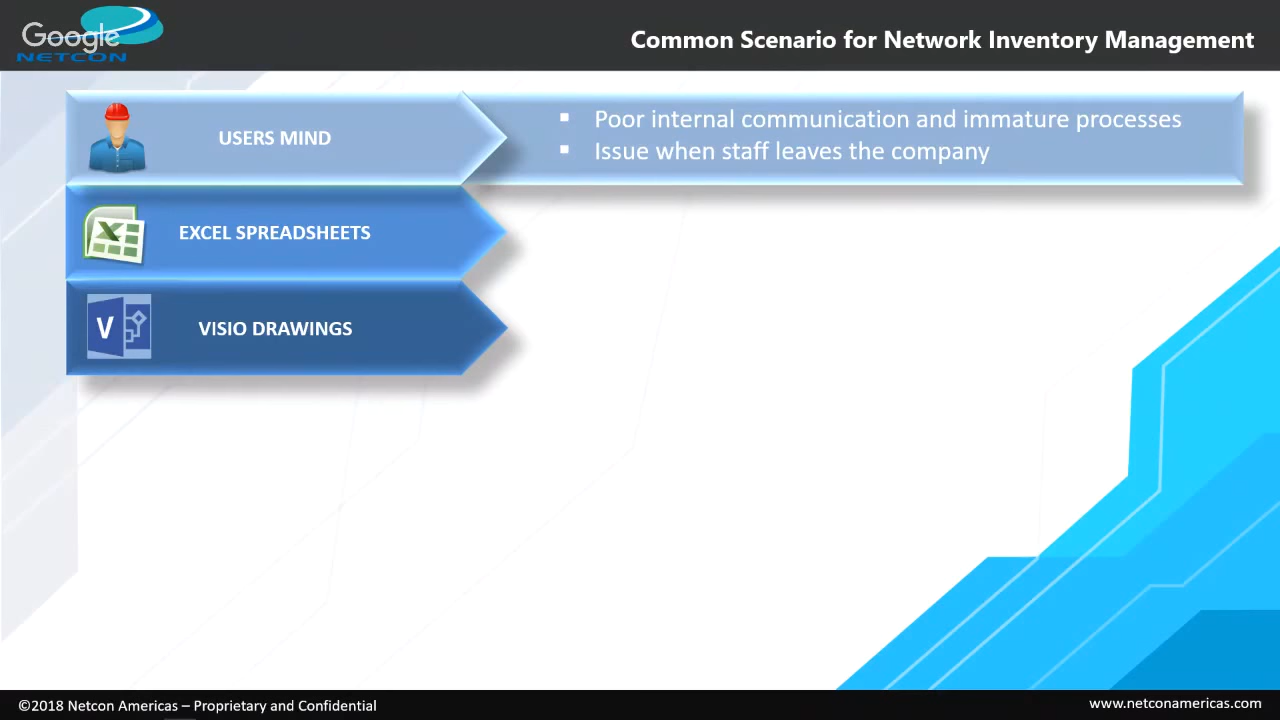 Google
NETCON
Common Scenario for Network Inventory Management
USERS MIND
▪ Poor internal communication and immature processes
▪ Issue when staff leaves the company
EXCEL SPREADSHEETS
X
V
VISIO DRAWINGS
©2018 Netcon Americas – Proprietary and Confidential
www.netconamericas.com